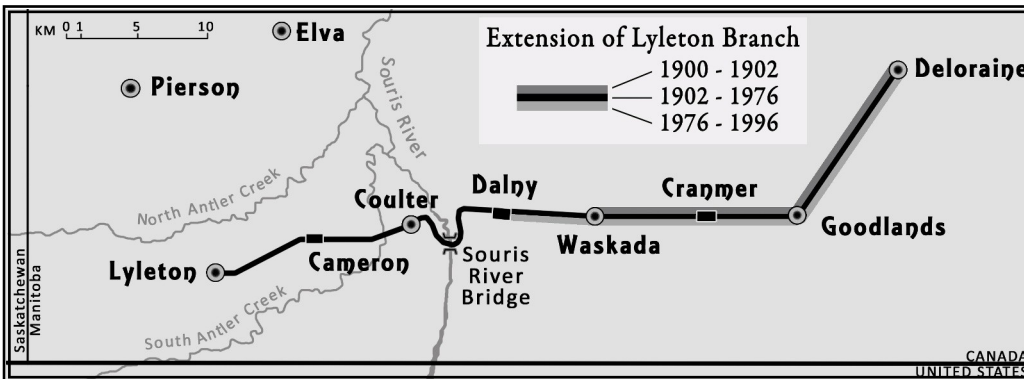 KM 0 1 5 10
Elva
Pierson
Extension of Lyleton Branch
1900 - 1902
1902 - 1976
1976 - 1996
Deloraine
Souris River
North Antler Creek
Coulter
Dalny
Cranmer
Goodlands
Waskada
Lyleton
Cameron
Souris
River
Bridge
South Antler Creek
Saskatchewan
Manitoba
CANADA
UNITED STATES